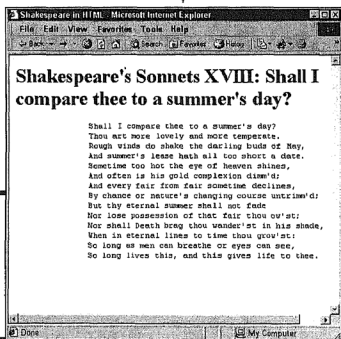 Shakespeare in HTML - Microsoft Internet Explorer
File Edit View Favorites Tools Help
Back Search Favorites History
Shakespeare's Sonnets XVIII: Shall I
compare thee to a summer's day?
Shall I compare thee to a summer's day?
Thou art more lovely and more temperate.
Rough winds do shake the darling buds of May,
And summer's lease hath all too short a date.
Sometime too hot the eye of heaven shines,
And often is his gold complexion dimm'd;
And every fair from fair sometime declines,
By chance or nature's changing course untrimm'd;
But thy eternal summer shall not fade
Nor lose possession of that fair thou ow'st;
Nor shall Death brag thou wander'st in his shade,
When in eternal lines to time thou grow'st:
So long as men can breathe or eyes can see,
So long lives this, and this gives life to thee.
Done My Computer